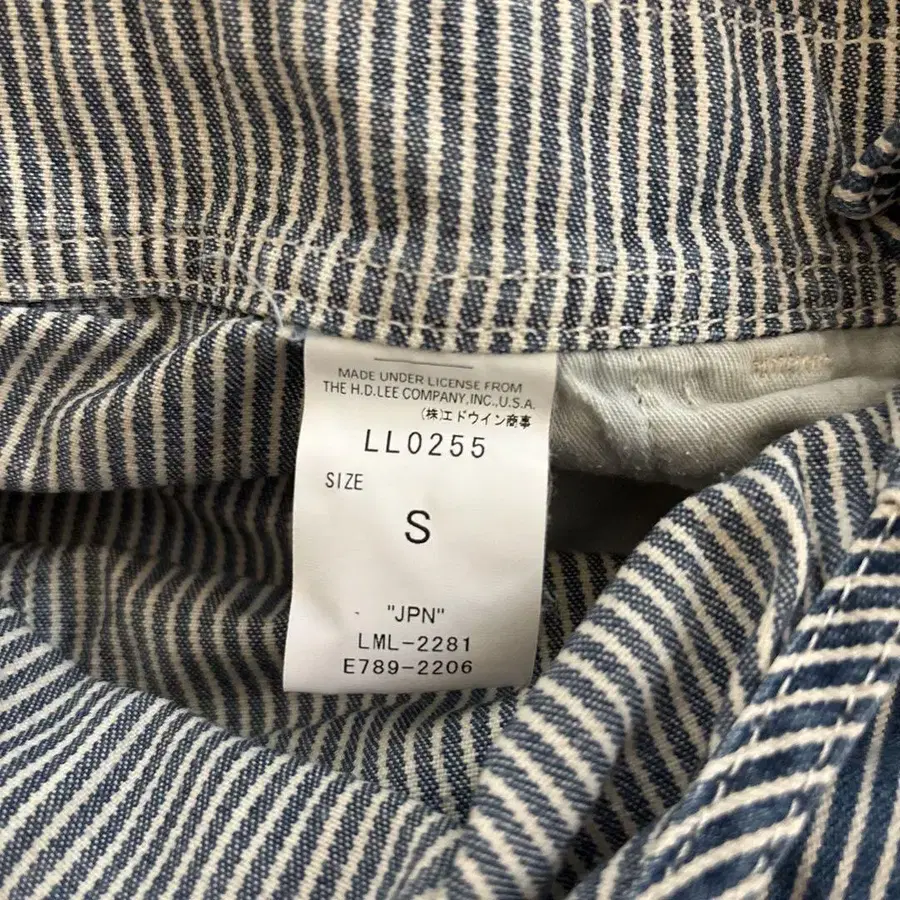 MADE UNDER LICENSE FROM
THE H.D.LEE COMPANY,INC.,U.S.A.
(株)エドウイン商事
LL0255
SIZE
S
"JPN"
LML-2281
E789-2206